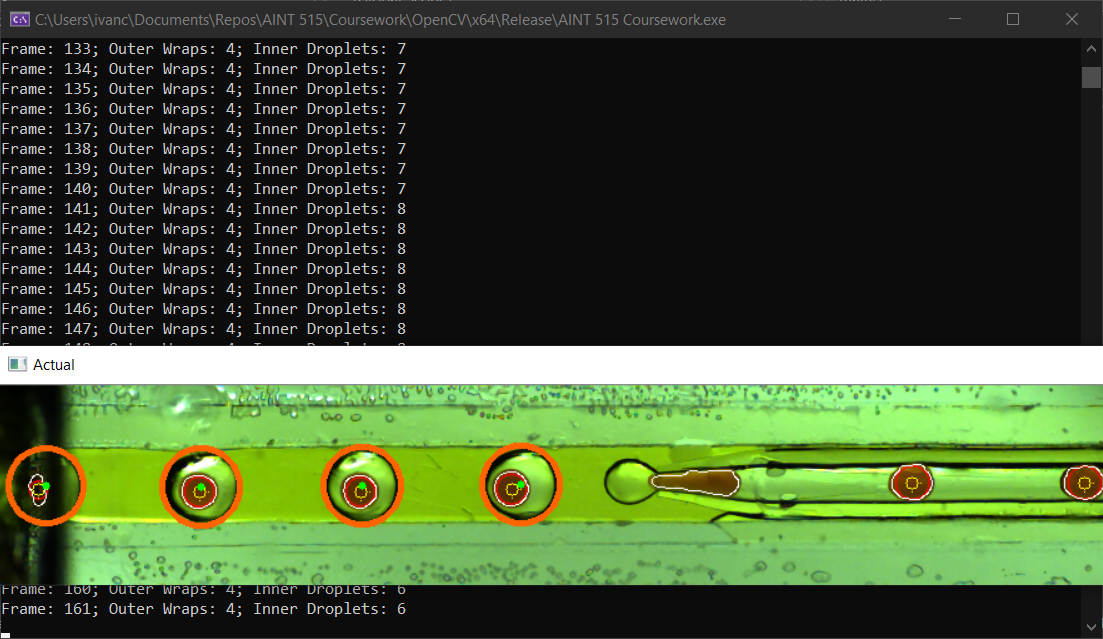 C:\Users\ivanc\Documents\Repos\AINT 515\Coursework\OpenCV\x64\Release\AINT 515 Coursework.exe
Frame: 133; Outer Wraps: 4; Inner Droplets: 7
Frame: 134; Outer Wraps: 4; Inner Droplets: 7
Frame: 135; Outer Wraps: 4; Inner Droplets: 7
Frame: 136; Outer Wraps: 4; Inner Droplets: 7
Frame: 137; Outer Wraps: 4; Inner Droplets: 7
Frame: 138; Outer Wraps: 4; Inner Droplets: 7
Frame: 139; Outer Wraps: 4; Inner Droplets: 7
Frame: 140; Outer Wraps: 4; Inner Droplets: 7
Frame: 141; Outer Wraps: 4; Inner Droplets: 8
Frame: 142; Outer Wraps: 4; Inner Droplets: 8
Frame: 143; Outer Wraps: 4; Inner Droplets: 8
Frame: 144; Outer Wraps: 4; Inner Droplets: 8
Frame: 145; Outer Wraps: 4; Inner Droplets: 8
Frame: 146; Outer Wraps: 4; Inner Droplets: 8
Frame: 147; Outer Wraps: 4; Inner Droplets: 8
Actual
Frame: 160; Outer Wraps: 4; Inner Droplets: 6
Frame: 161; Outer Wraps: 4; Inner Droplets: 6